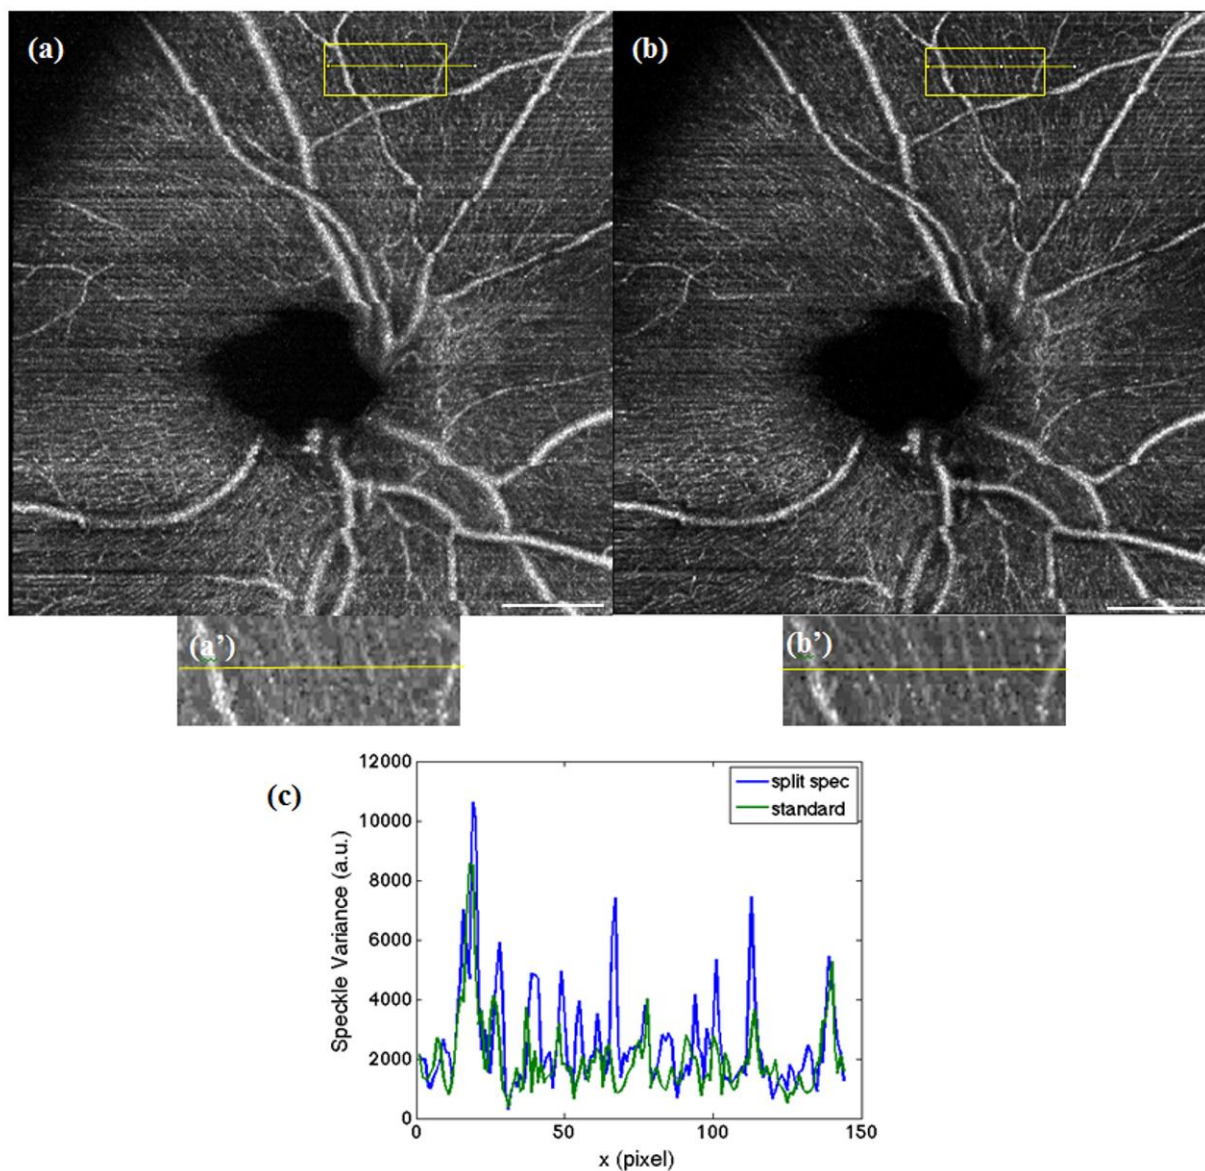 (a)
(b)
(a')
(b')
(c)
12000
10000
8000
6000
4000
2000
0
Speckle Variance (a.u.)
split spec
standard
0
50
100
150
x (pixel)